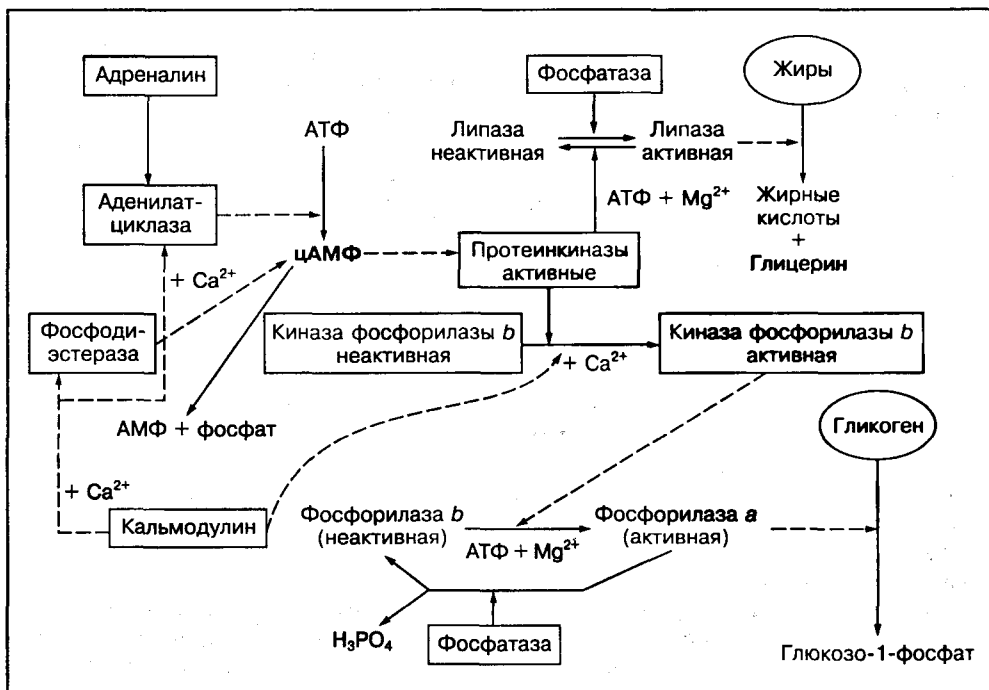 Адреналин
АТФ
Аденилат-
циклаза
цАМФ
+ Ca²⁺
Фосфоди-
эстераза
АМФ + фосфат
+ Ca²⁺
Кальмодулин
Фосфатаза
Липаза
неактивная
Липаза
активная
АТФ + Mg²⁺
Жиры
Жирные
кислоты
+
Глицерин
Протеинкиназы
активные
Киназа фосфорилазы b
неактивная
+ Ca²⁺
Киназа фосфорилазы b
активная
Гликоген
Фосфорилаза b
(неактивная)
АТФ + Mg²⁺
Фосфорилаза a
(активная)
H₃PO₄
Фосфатаза
Глюкозо-1-фосфат